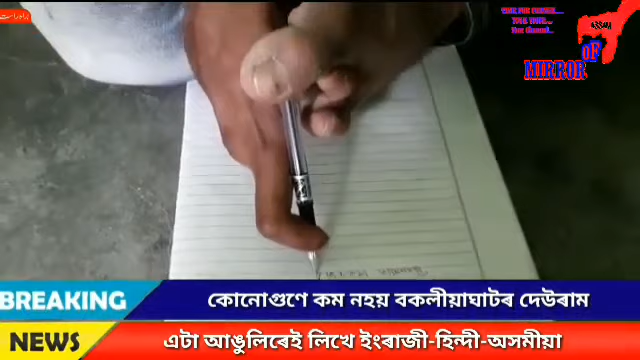 ASSAM
OF
MIRROR
BREAKING
কোনোগুণে কম নহয় বকলীয়াঘাটৰ দেউৰাম
NEWS
এটা আঙুলিৰেই লিখে ইংৰাজী-হিন্দী-অসমীয়া